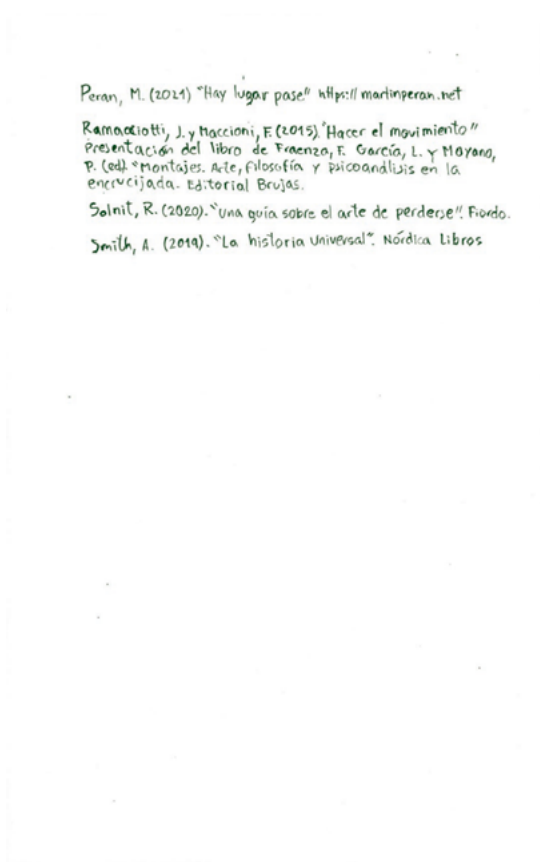 Peran, M. (2021) "Hay lugar pase" https://martinperan.net
Ramacciotti, J. y Maccioni, F. (2015). "Hacer el movimiento"
Presentación del libro de Fraenza, F. García, L. y Moyano,
P. (ed). "Montajes. Arte, filosofía y psicoanálisis en la
encrucijada. Editorial Brujas.
Solnit, R. (2020). "Una guía sobre el arte de perderse". Fiordo.
Smith, A. (2019). "La historia universal". Nórdica Libros